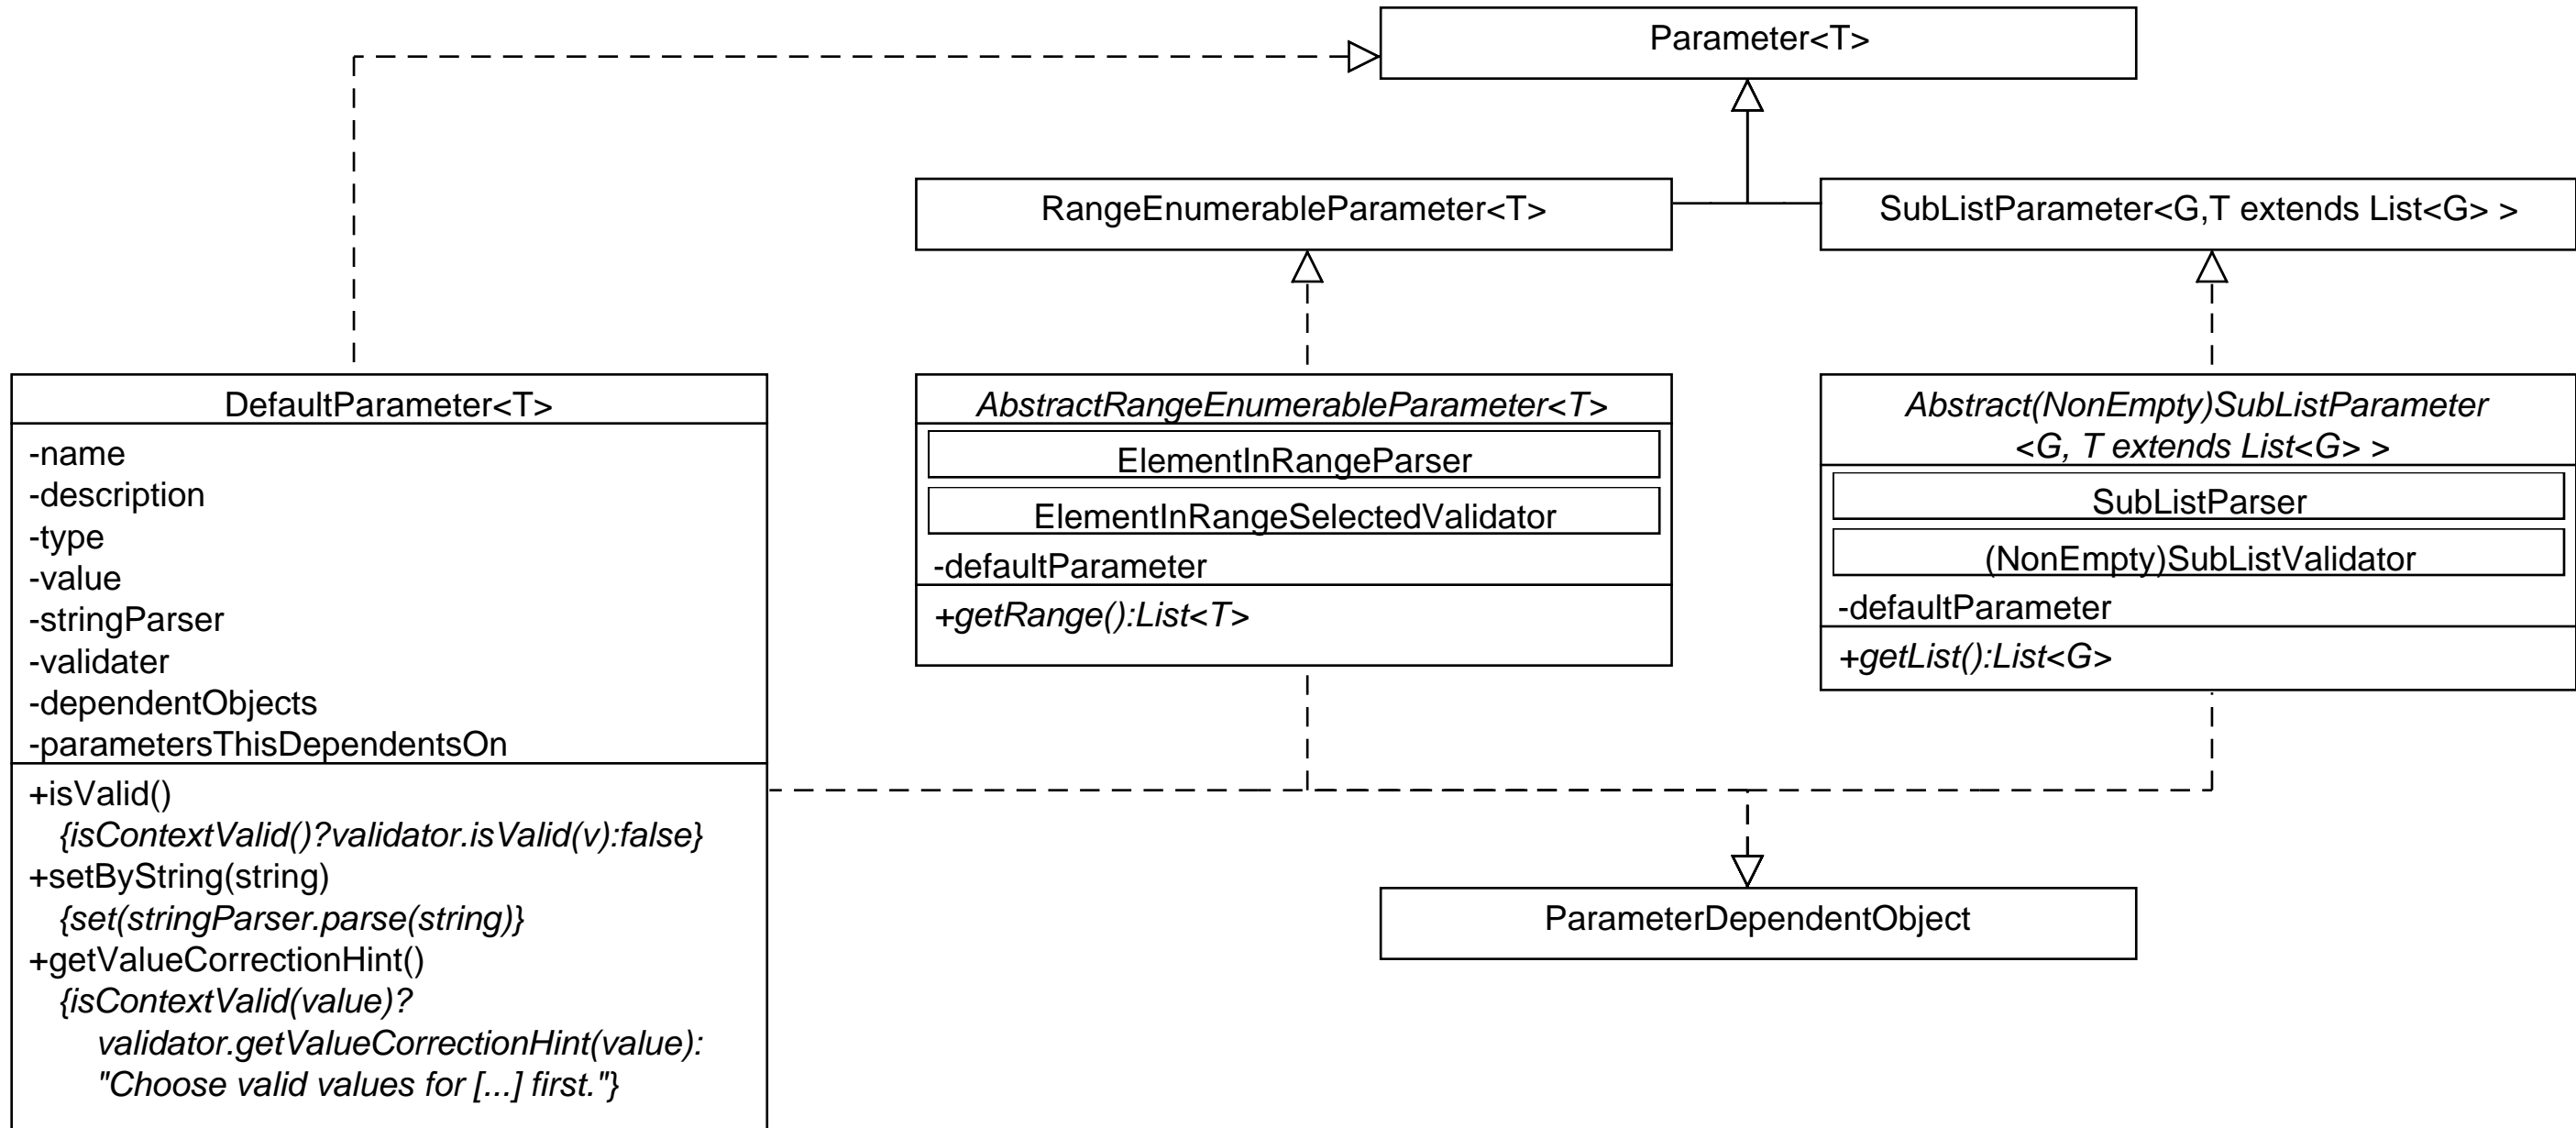 Parameter<T>
RangeEnumerableParameter<T>
SubListParameter<G,T extends List<G> >
DefaultParameter<T>
-name
-description
-type
-value
-stringParser
-validater
-dependentObjects
-parametersThisDependentsOn
+isValid()
{isContextValid()?validator.isValid(v):false}
+setByString(string)
{set(stringParser.parse(string)}
+getValueCorrectionHint()
{isContextValid(value)?
validator.getValueCorrectionHint(value):
"Choose valid values for [...] first."}
AbstractRangeEnumerableParameter<T>
ElementInRangeParser
ElementInRangeSelectedValidator
-defaultParameter
+getRange():List<T>
Abstract(NonEmpty)SubListParameter
<G, T extends List<G> >
SubListParser
(NonEmpty)SubListValidator
-defaultParameter
+getList():List<G>
ParameterDependentObject